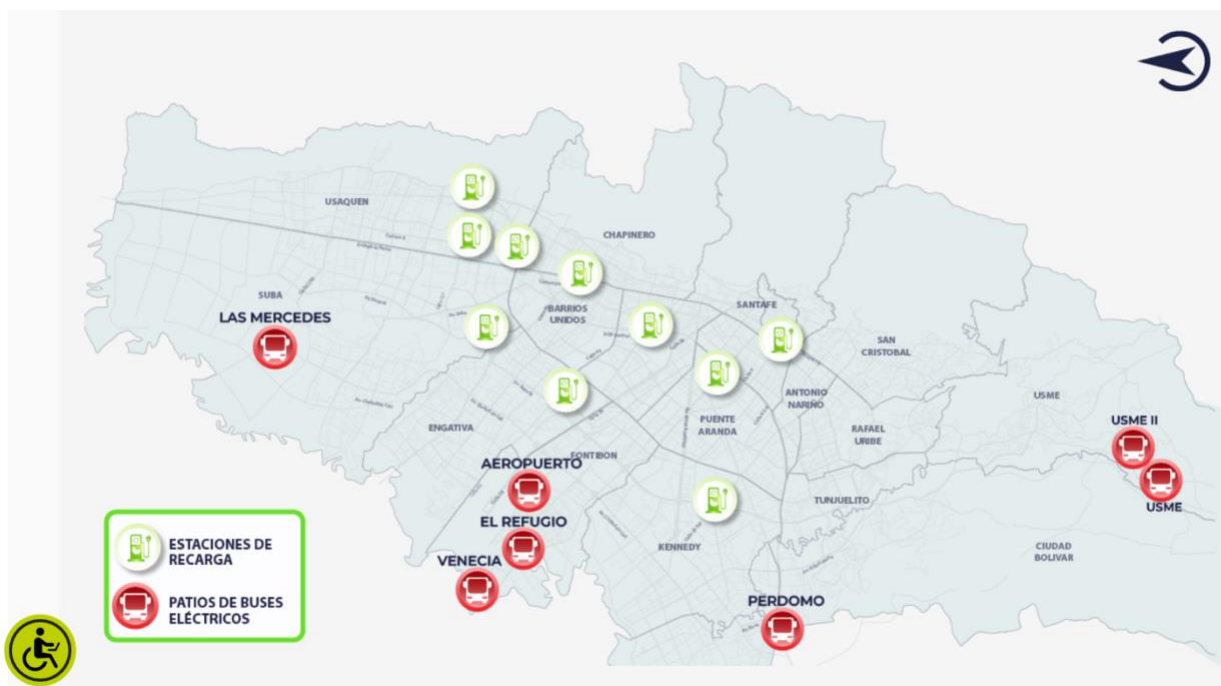 USAQUEN
CHAPINERO
SUBA
LAS MERCEDES
BARRIOS
UNIDOS
SANTAFE
SAN
CRISTOBAL
ANTONIO
NARIÑO
USME
ENGATIVA
PUENTE
ARANDA
RAFAEL
URIBE
USME II
AEROPUERTO
FONTIBON
TUNJUELITO
USME
EL REFUGIO
KENNEDY
CIUDAD
BOLIVAR
VENECIA
PERDOMO
ESTACIONES DE
RECARGA
PATIOS DE BUSES
ELÉCTRICOS